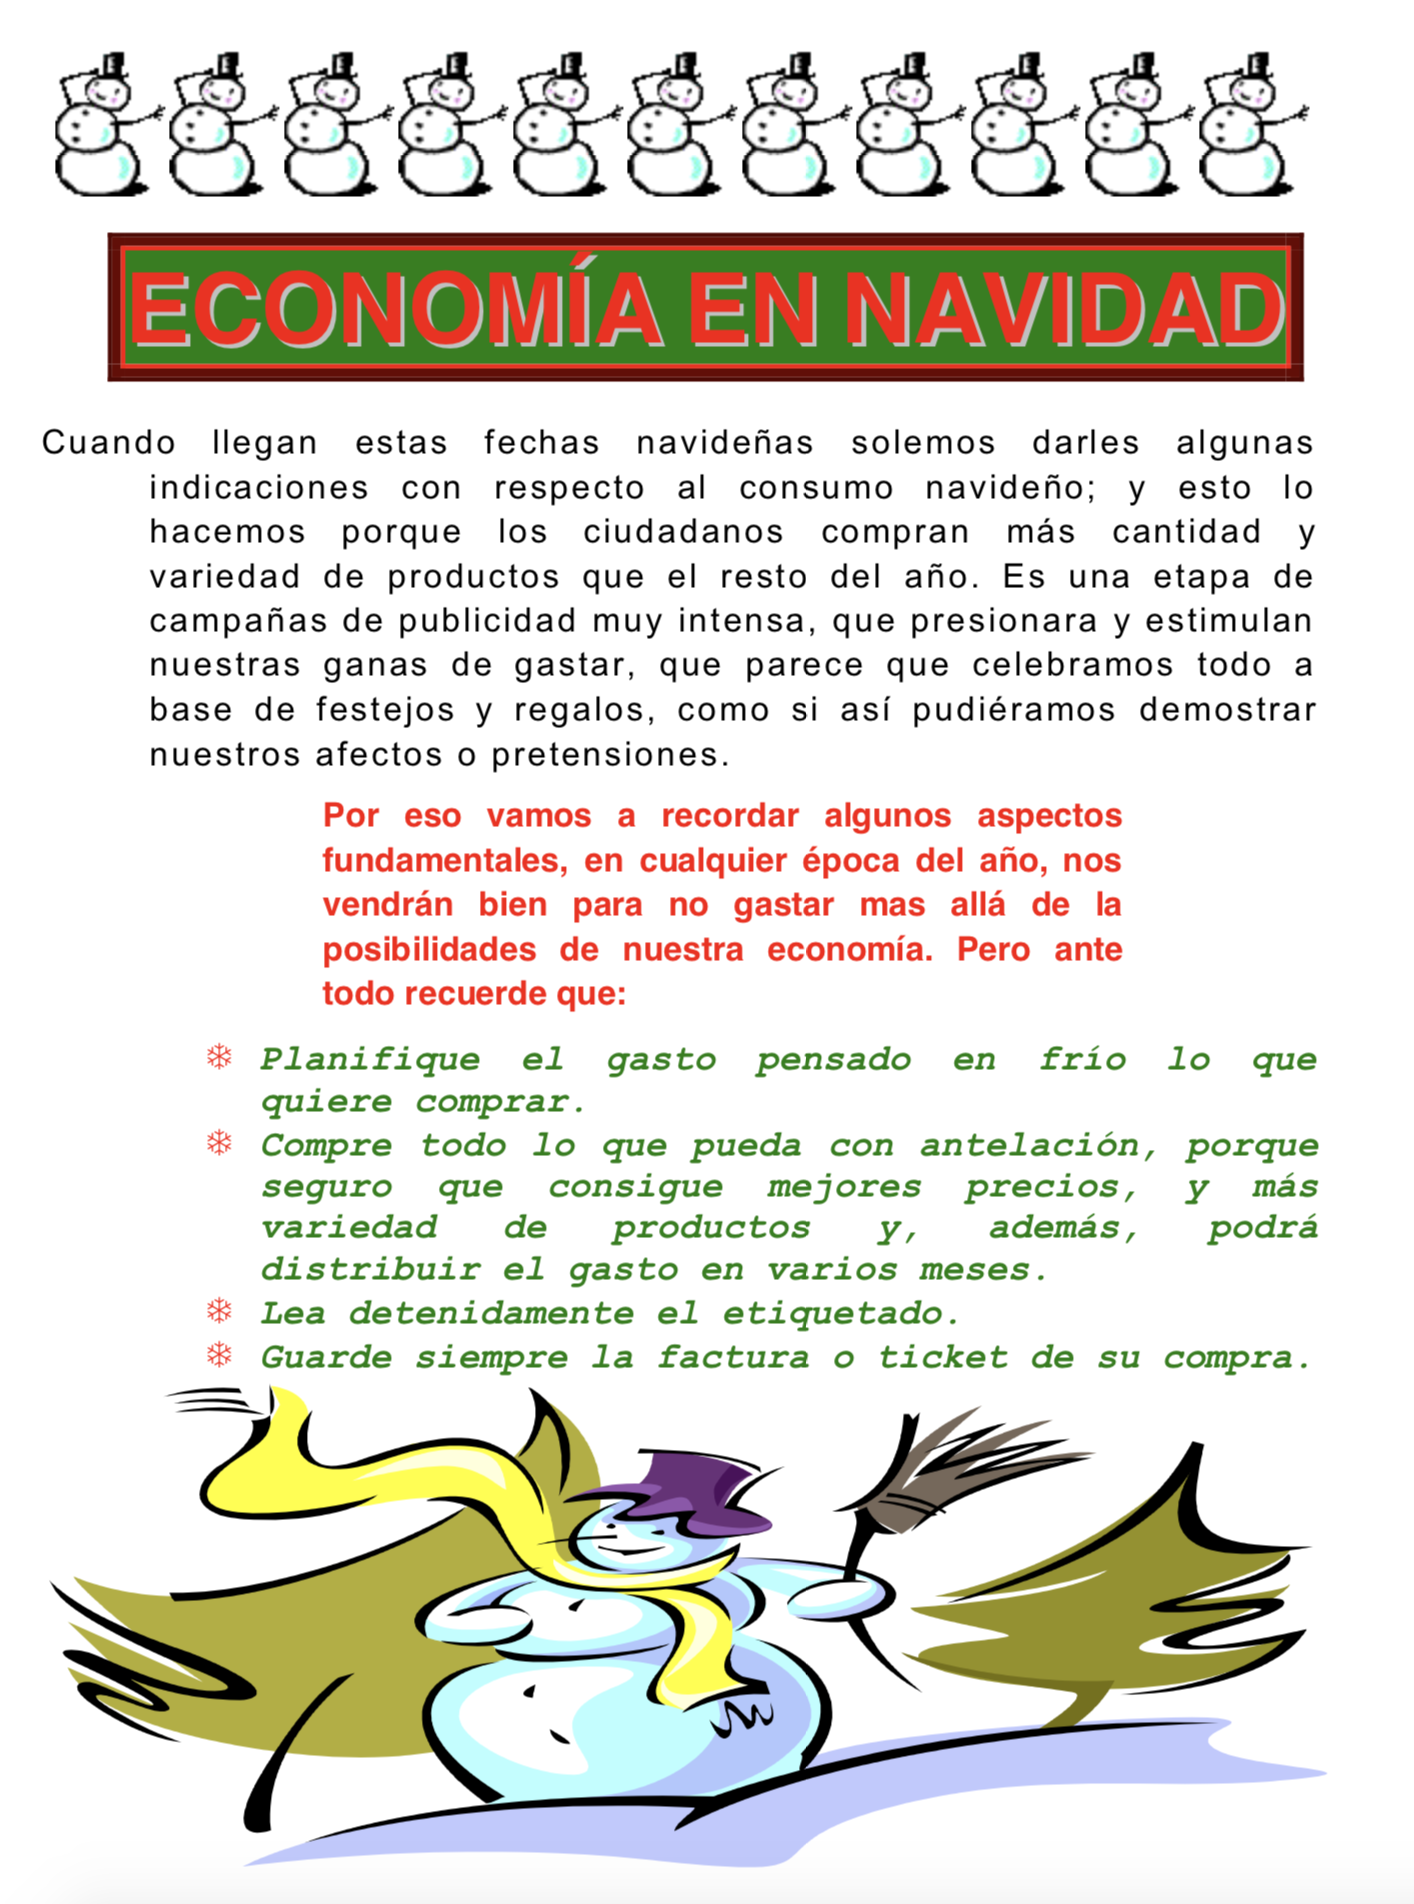 ECONOMÍA EN NAVIDAD
Cuando llegan estas fechas navideñas solemos darles algunas
indicaciones con respecto al consumo navideño; y esto lo
hacemos porque los ciudadanos compran más cantidad y
variedad de productos que el resto del año. Es una etapa de
campañas de publicidad muy intensa, que presionara y estimulan
nuestras ganas de gastar, que parece que celebramos todo a
base de festejos y regalos, como si así pudiéramos demostrar
nuestros afectos o pretensiones.
Por eso vamos a recordar algunos aspectos
fundamentales, en cualquier época del año, nos
vendrán bien para no gastar mas allá de la
posibilidades de nuestra economía. Pero ante
todo recuerde que:
Planifique el gasto pensado en frío lo que
quiere comprar.
Compre todo lo que pueda con antelación, porque
seguro que consigue mejores precios, y más
variedad de productos y, además, podrá
distribuir el gasto en varios meses.
Lea detenidamente el etiquetado.
Guarde siempre la factura o ticket de su compra.